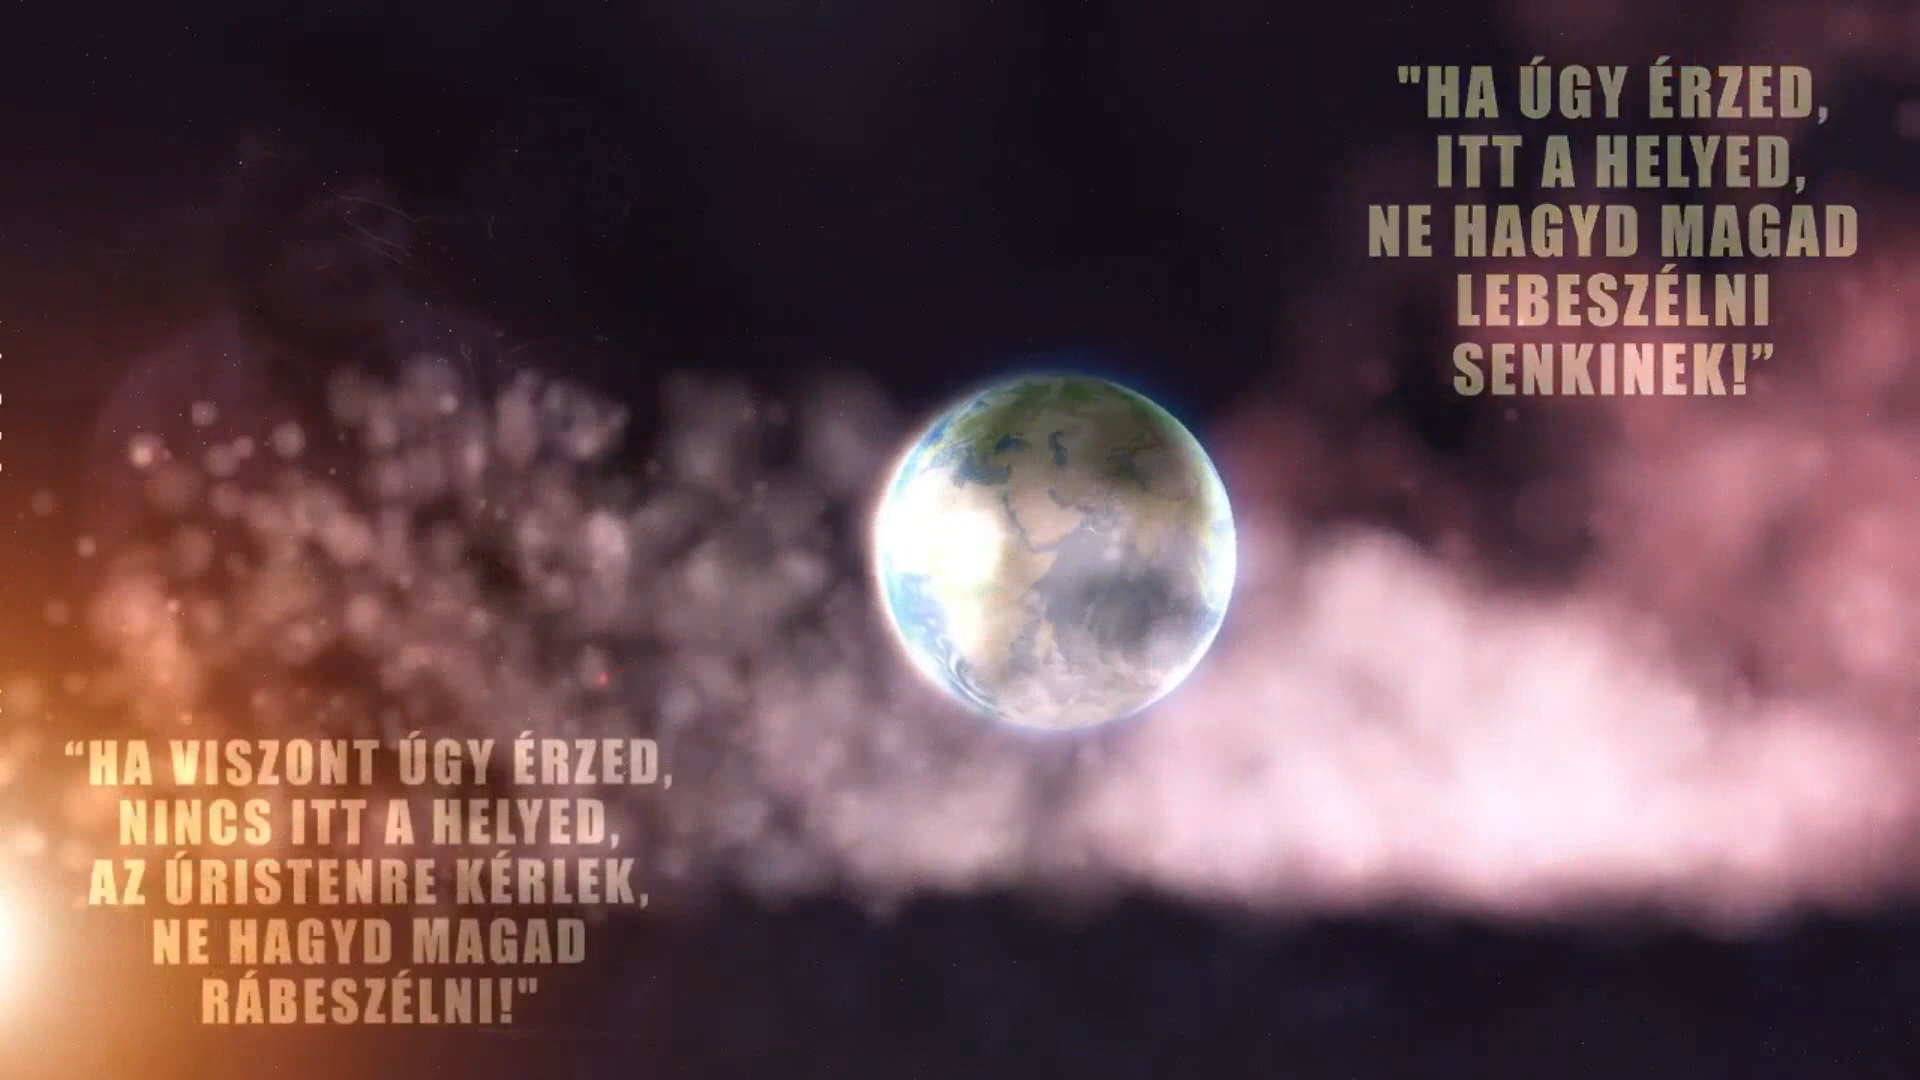 "HA ÚGY ÉRZED,
ITT A HELYED,
NE HAGYD MAGAD
LEBESZÉLNI
SENKINEK!”
“HA VISZONT ÚGY ÉRZED,
NINCS ITT A HELYED,
AZ ÚRISTENRE KÉRLEK,
NE HAGYD MAGAD
RÁBESZÉLNI!"